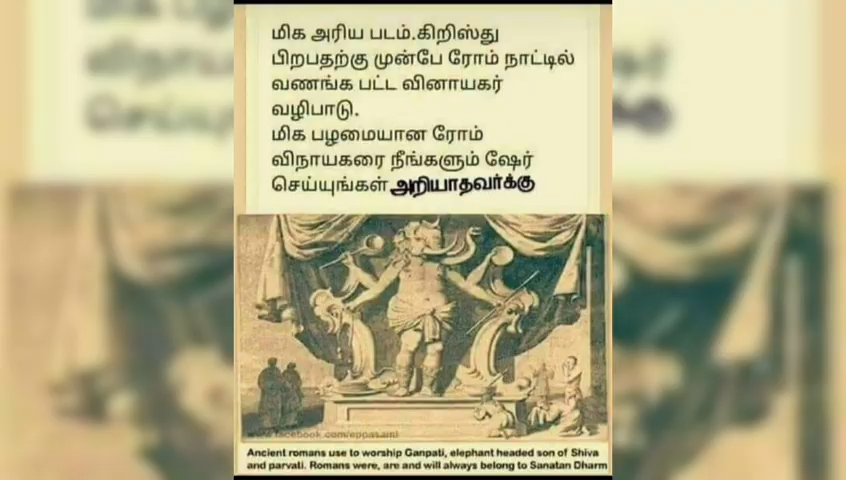 மிக அரிய படம்.கிறிஸ்து
பிறபதற்கு முன்பே ரோம் நாட்டில்
வணங்க பட்ட வினாயகர்
வழிபாடு.
மிக பழமையான ரோம்
விநாயகரை நீங்களும் ஷேர்
செய்யுங்கள் அறியாதவர்க்கு
www.facebook.com/eppasami
Ancient romans use to worship Ganpati, elephant headed son of Shiva
and parvati. Romans were, are and will always belong to Sanatan Dharm